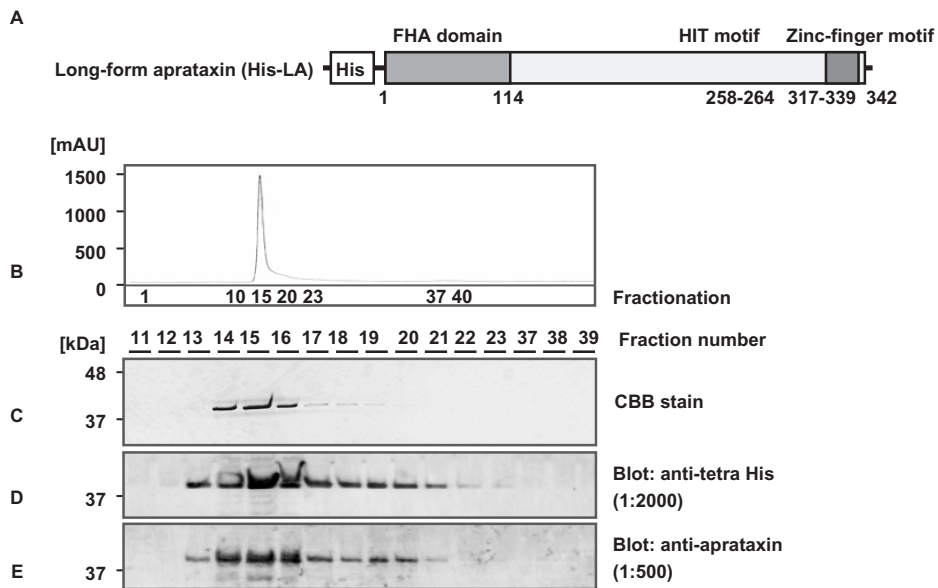 A
FHA domain HIT motif Zinc-finger motif
Long-form aprataxin (His-LA) His
1 114 258-264 317-339 342
[mAU]
1500
1000
500
B
0
1 10 15 20 23 37 40 Fractionation
11 12 13 14 15 16 17 18 19 20 21 22 23 37 38 39 Fraction number
[kDa]
48
CBB stain
C 37
Blot: anti-tetra His
D 37 (1:2000)
Blot: anti-aprataxin
E 37 (1:500)